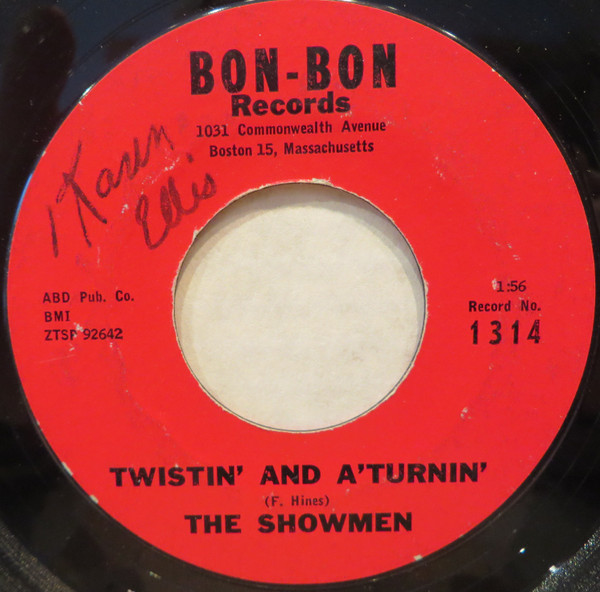 BON-BON
Records
1031 Commonwealth Avenue
Boston 15, Massachusetts
Karen
Ellis
ABD Pub. Co.
BMI
ZTSP 92642
1:56
Record No.
1314
TWISTIN' AND A'TURNIN'
(F. Hines)
THE SHOWMEN